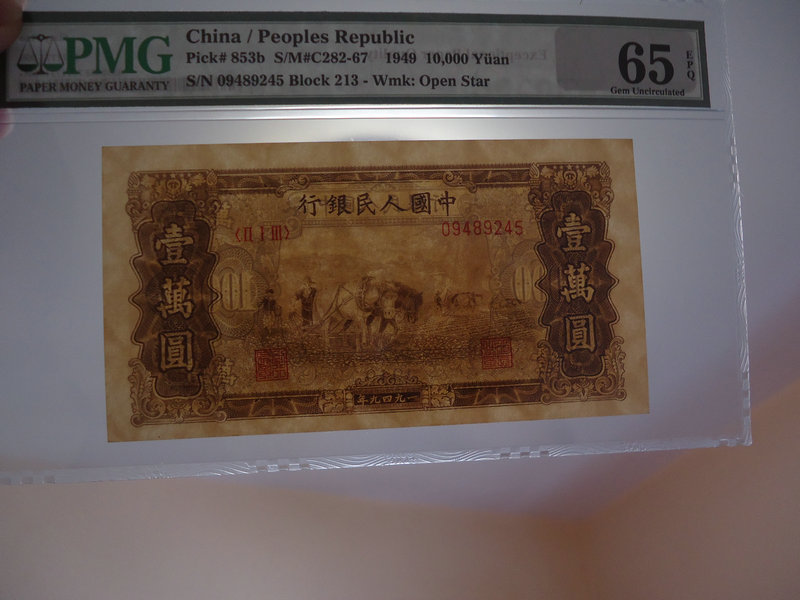 PMG
PAPER MONEY GUARANTY
China / Peoples Republic
Pick# 853b S/M#C282-67 1949 10,000 Yüan
S/N 09489245 Block 213 - Wmk: Open Star
65 EPQ
Gem Uncirculated
行銀民人國中
〈II I III〉
09489245
壹萬圓
壹萬圓
年九四九一